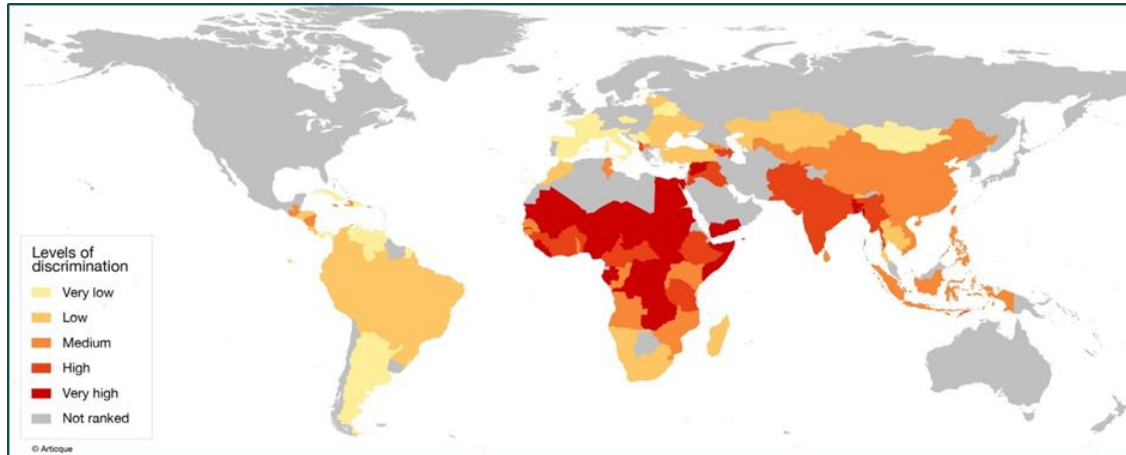 Levels of
discrimination
Very low
Low
Medium
High
Very high
Not ranked
© Articque